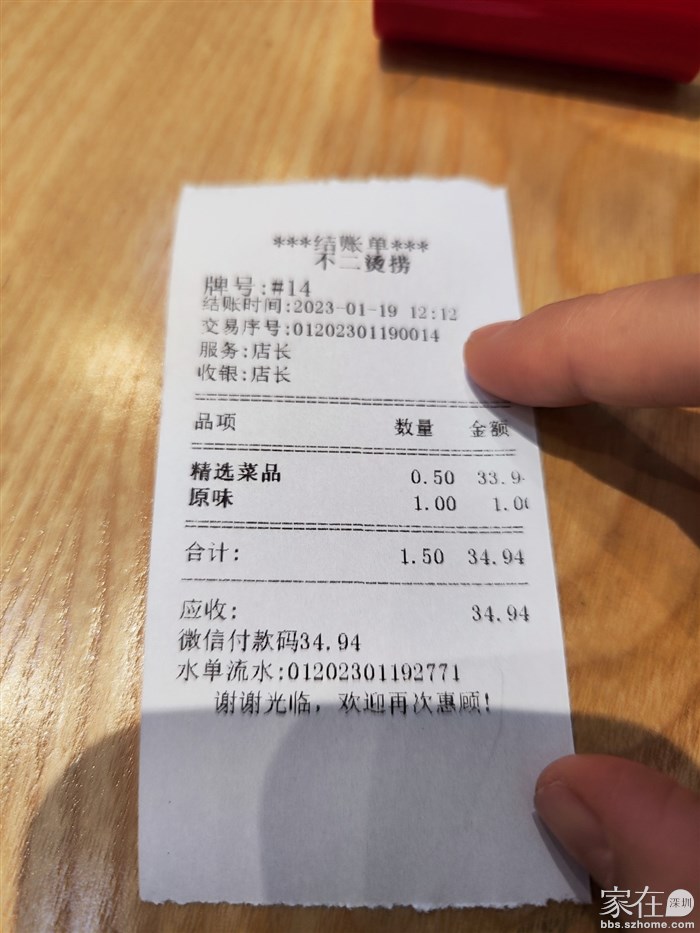 ***结账单***
不二烫捞
牌号:#14
结账时间:2023-01-19 12:12
交易序号:01202301190014
服务:店长
收银:店长
品项 数量 金额
精选菜品 0.50 33.9
原味 1.00 1.00
合计: 1.50 34.94
应收: 34.94
微信付款码34.94
水单流水:01202301192771
谢谢光临, 欢迎再次惠顾!
家在深圳
bbs.szhome.com